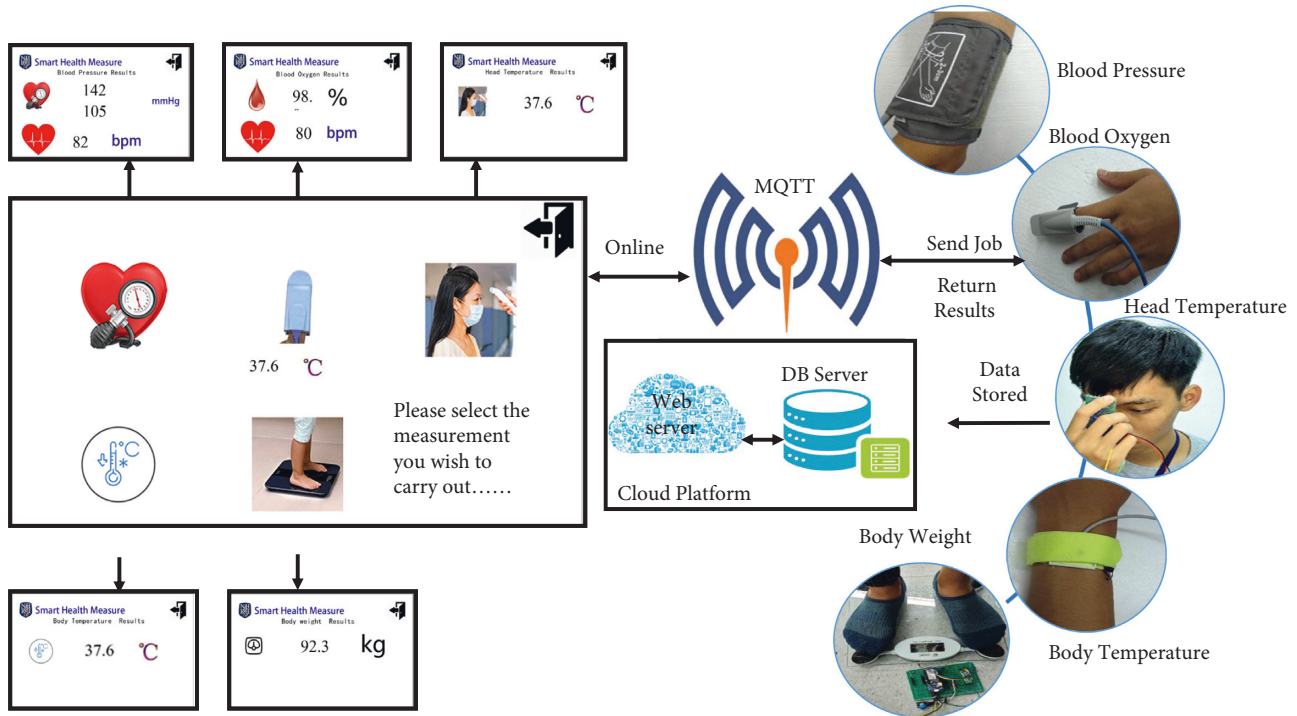 Smart Health Measure
Blood Pressure Results
142
105
mmHg
82
bpm
Smart Health Measure
Blood Oxygen Results
98.
%
80
bpm
Smart Health Measure
Head Temperature Results
37.6
℃
37.6
℃
Please select the
measurement
you wish to
carry out……
Smart Health Measure
Body Temperature Results
37.6
℃
Smart Health Measure
Body weight Results
92.3
kg
Online
MQTT
Send Job
Return
Results
Data
Stored
Web
server
DB Server
Cloud Platform
Blood Pressure
Blood Oxygen
Head Temperature
Body Weight
Body Temperature
°C